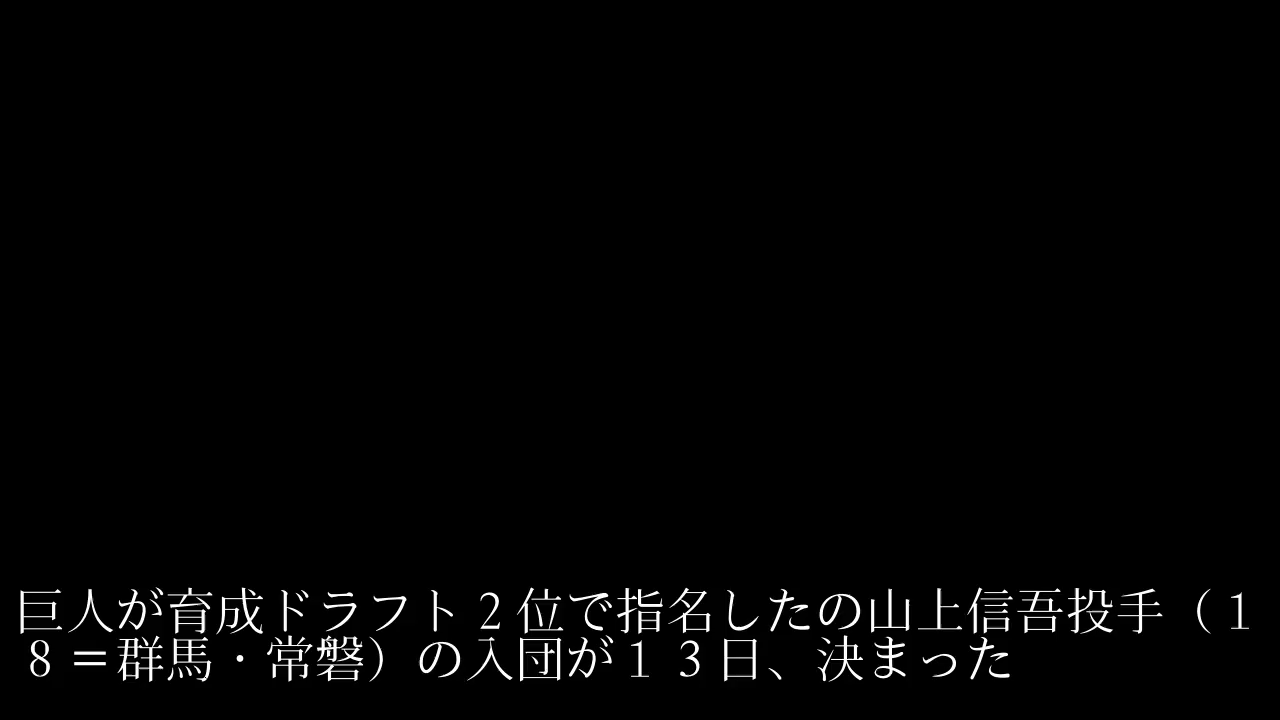 巨人が育成ドラフト２位で指名したの山上信吾投手（１
８＝群馬・常磐）の入団が１３日、決まった